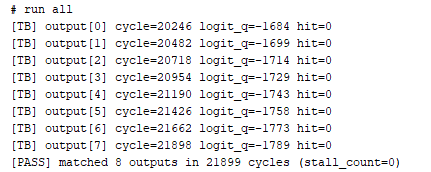 # run all
[TB] output[0] cycle=20246 logit_q=-1684 hit=0
[TB] output[1] cycle=20482 logit_q=-1699 hit=0
[TB] output[2] cycle=20718 logit_q=-1714 hit=0
[TB] output[3] cycle=20954 logit_q=-1729 hit=0
[TB] output[4] cycle=21190 logit_q=-1743 hit=0
[TB] output[5] cycle=21426 logit_q=-1758 hit=0
[TB] output[6] cycle=21662 logit_q=-1773 hit=0
[TB] output[7] cycle=21898 logit_q=-1789 hit=0
[PASS] matched 8 outputs in 21899 cycles (stall_count=0)